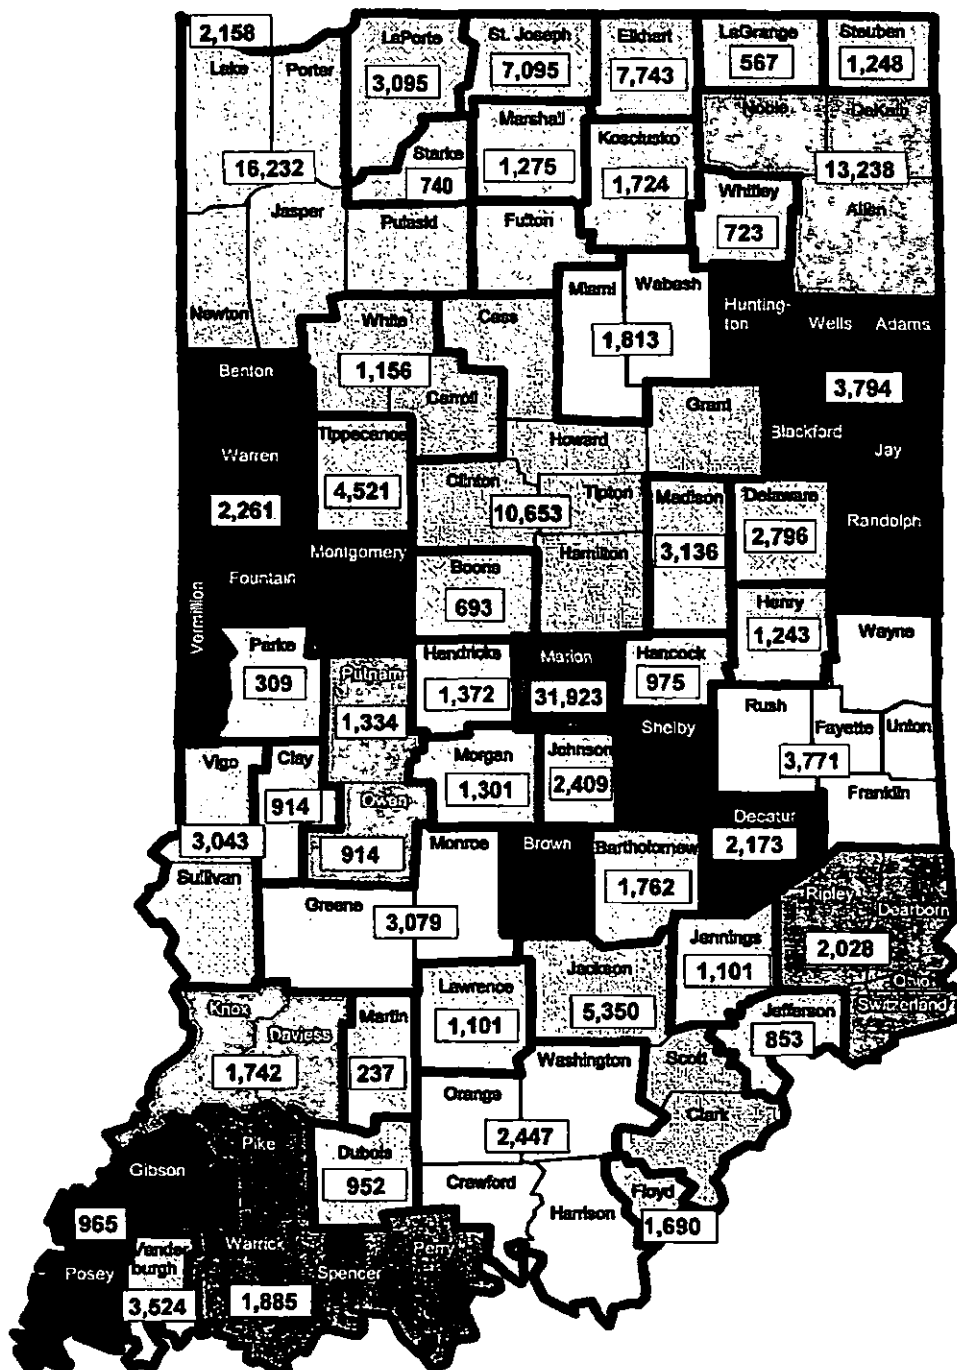 2,158
LaPorte
St. Joseph
Elkhart
LaGrange
Steuben
Lake
Porter
3,095
7,095
7,743
567
1,248
Noble
DeKalb
Marshall
Kosciusko
Starke
16,232
740
1,275
1,724
13,238
Whitley
Jasper
Pulaski
Fulton
723
Allen
Miami
Wabash
Newton
White
Cass
Hunting-
ton
Wells
Adams
1,813
Benton
1,156
Carroll
3,794
Grant
Tippecanoe
Howard
Blackford
Jay
Warren
4,521
Clinton
Tipton
Madison
Delaware
2,261
10,653
Randolph
Montgomery
Hamilton
3,136
2,796
Fountain
Boone
Vermillion
693
Henry
1,243
Wayne
Parke
Hendricks
Marion
Hancock
309
Putnam
1,372
31,923
975
Rush
1,334
Shelby
Fayette
Union
Vigo
Clay
Morgan
Johnson
3,771
914
1,301
2,409
Franklin
Owen
Decatur
3,043
914
Monroe
Brown
Bartholomew
2,173
Sullivan
1,762
Ripley
Greene
3,079
Dearborn
Jennings
2,028
Jackson
Lawrence
1,101
Ohio
Knox
Martin
5,350
Jefferson
Switzerland
Daviess
1,101
853
Washington
Scott
1,742
237
Orange
Clark
Pike
2,447
Gibson
Dubois
952
Crawford
Floyd
965
Harrison
1,690
Vander
burgh
Warrick
Perry
Posey
Spencer
3,524
1,885